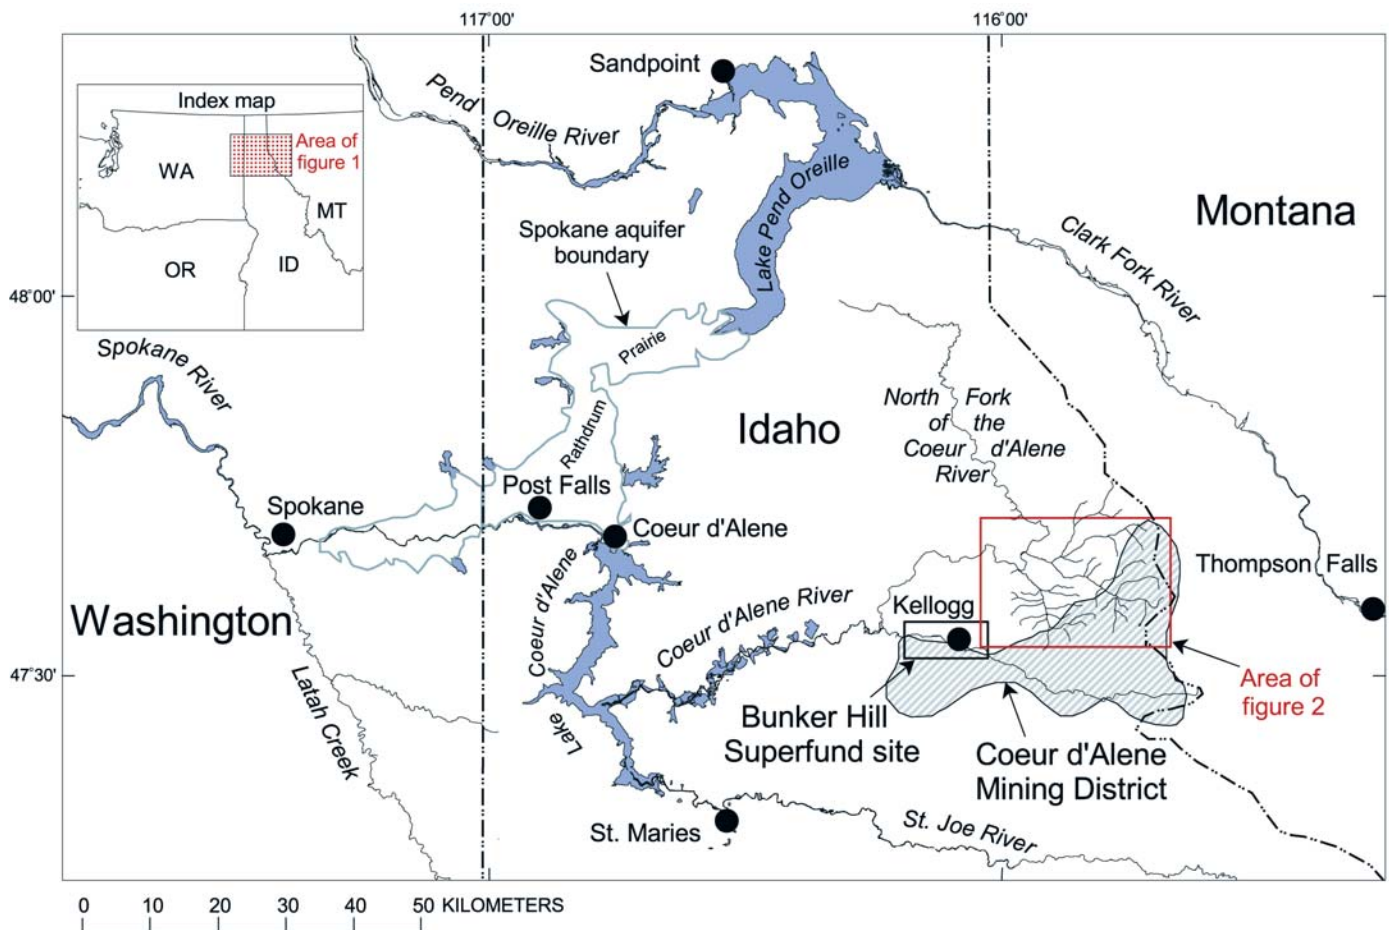 117°00'
116°00'
Sandpoint
Pend Oreille River
Index map
Area of
figure 1
WA
MT
OR
ID
Lake Pend Oreille
Montana
Clark Fork River
Spokane aquifer
boundary
48°00'
Prairie
Spokane River
Rathdrum
Idaho
North Fork
of the
Coeur d'Alene
River
Post Falls
Spokane
Coeur d'Alene
Thompson Falls
Washington
Lake Coeur d'Alene
Coeur d'Alene River
Kellogg
47°30'
Latah Creek
Area of
figure 2
Bunker Hill
Superfund site
Coeur d'Alene
Mining District
St. Maries
St. Joe River
0 10 20 30 40 50 KILOMETERS